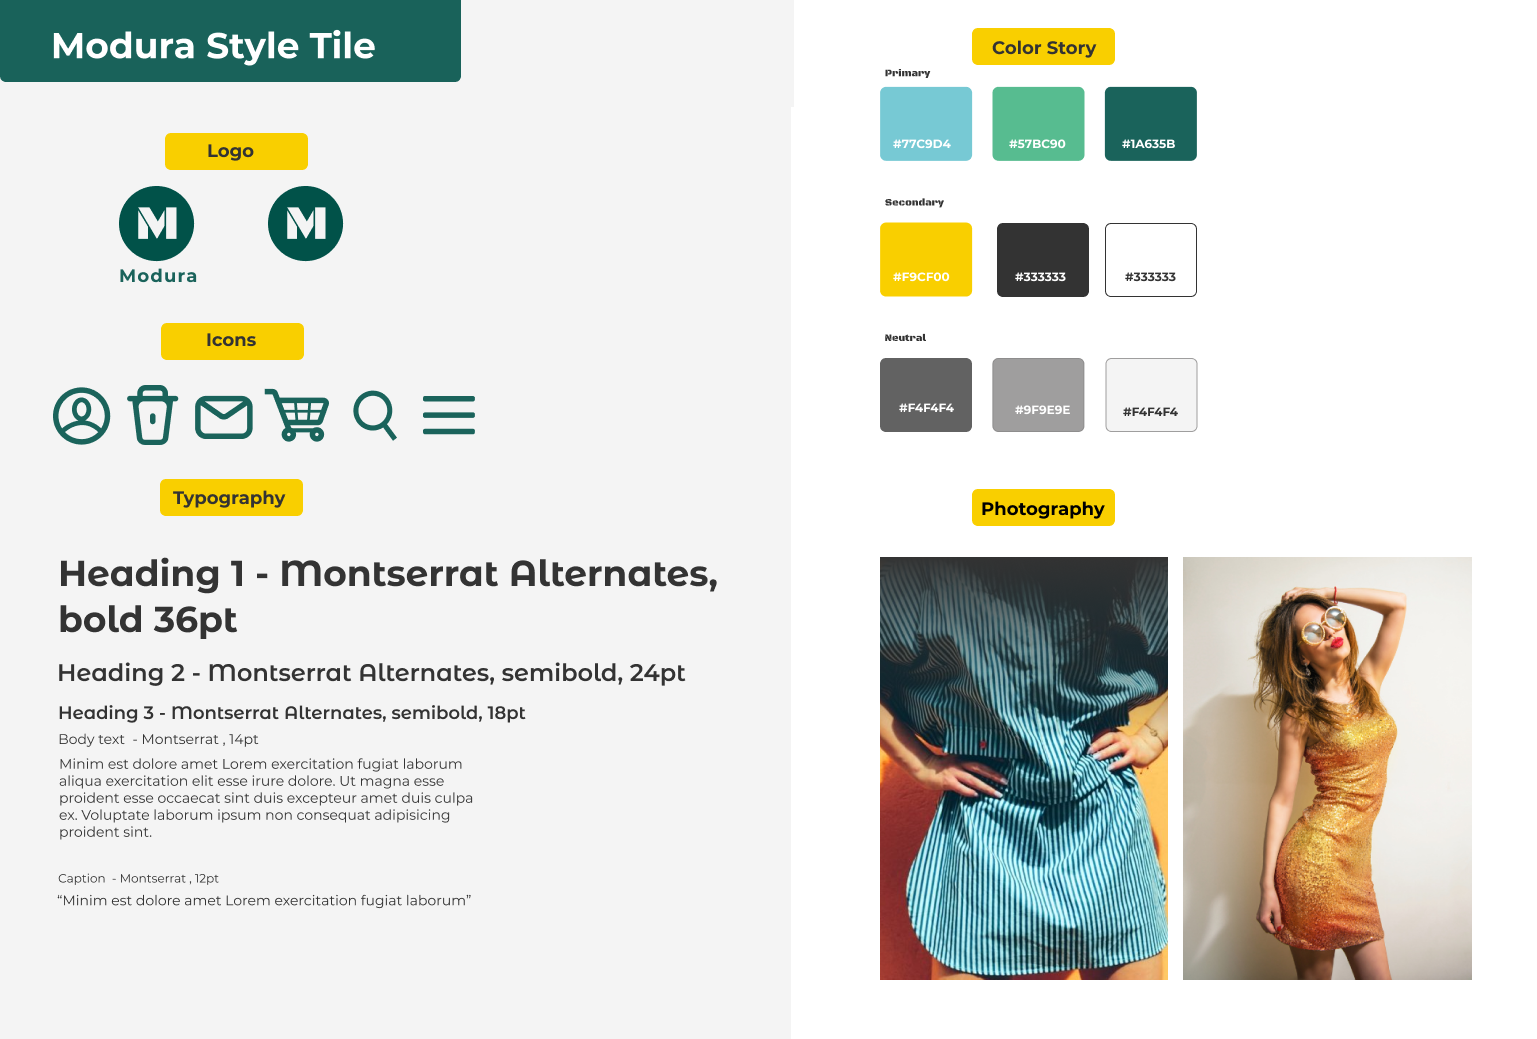 Modura Style Tile
Logo
M
M
Modura
Icons
Typography
Heading 1 - Montserrat Alternates,
bold 36pt
Heading 2 - Montserrat Alternates, semibold, 24pt
Heading 3 - Montserrat Alternates, semibold, 18pt
Body text - Montserrat , 14pt
Minim est dolore amet Lorem exercitation fugiat laborum
aliqua exercitation elit esse irure dolore. Ut magna esse
proident esse occaecat sint duis excepteur amet duis culpa
ex. Voluptate laborum ipsum non consequat adipisicing
proident sint.
Caption - Montserrat , 12pt
“Minim est dolore amet Lorem exercitation fugiat laborum”
Color Story
Primary
#77C9D4
#57BC90
#1A635B
Secondary
#F9CF00
#333333
#333333
Neutral
#F4F4F4
#9F9E9E
#F4F4F4
Photography